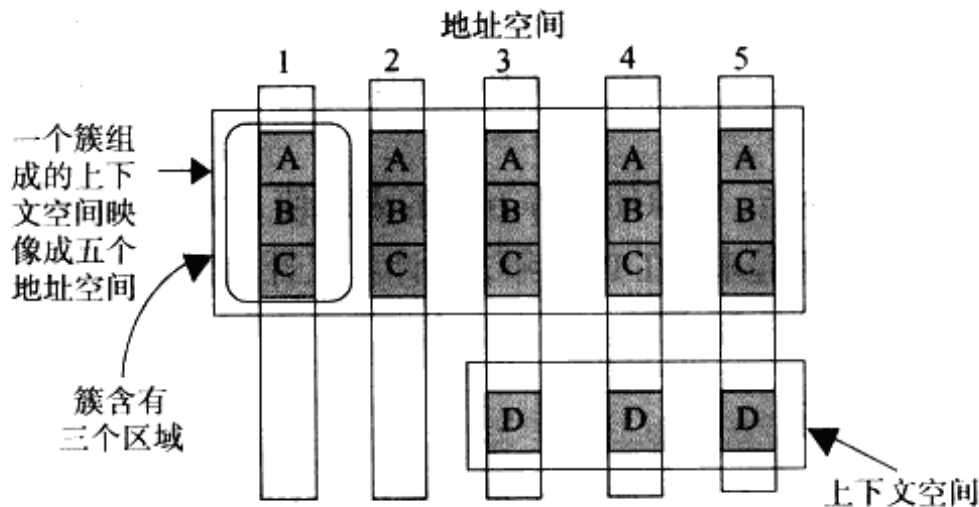 地址空间
1 2 3 4 5
一个簇组
成的上下
文空间映
像成五个
地址空间
A A A A A
B B B B B
C C C C C
簇含有
三个区域
D D D
上下文空间